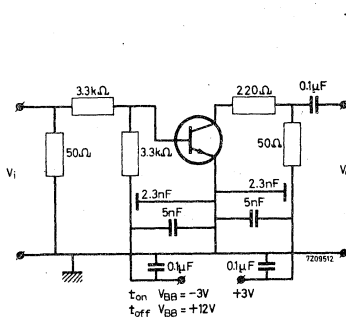 3.3kΩ
220Ω
0.1µF
50Ω
3.3kΩ
50Ω
Vi
2.3nF
2.3nF
5nF
5nF
7Z09512
0.1µF
0.1µF
ton VBB = -3V
+3V
toff VBB = +12V